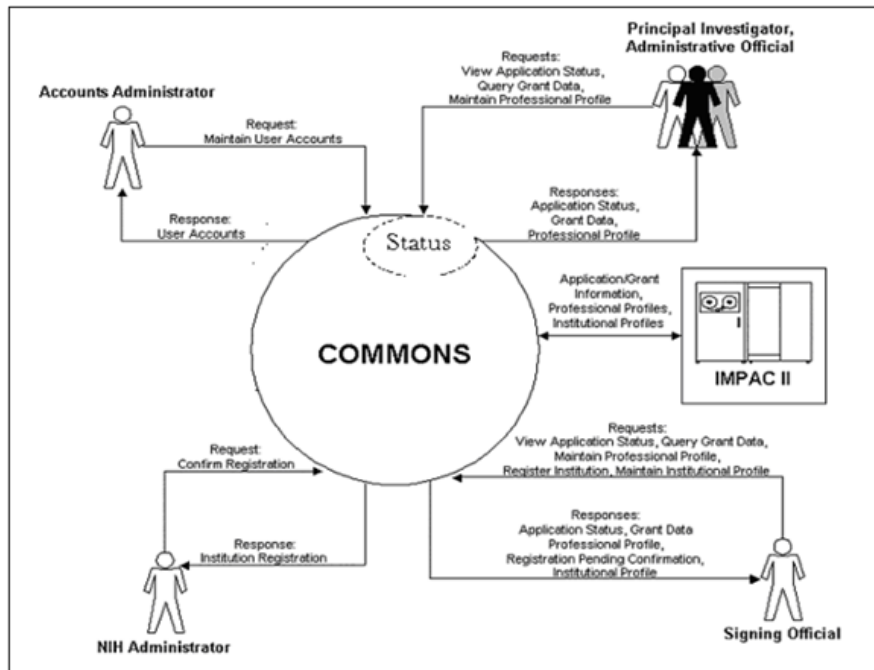 Principal Investigator,
Administrative Official
Requests:
View Application Status,
Query Grant Data,
Maintain Professional Profile
Accounts Administrator
Request:
Maintain User Accounts
Response:
User Accounts
Responses:
Application Status,
Grant Data,
Professional Profile
Status
Application/Grant
Information,
Professional Profiles,
Institutional Profiles
COMMONS
IMPAC II
Requests:
View Application Status, Query Grant Data,
Maintain Professional Profile,
Register Institution, Maintain Institutional Profile
Request:
Confirm Registration
Response:
Institution Registration
Responses:
Application Status, Grant Data
Professional Profile,
Registration Pending Confirmation,
Institutional Profile
NIH Administrator
Signing Official